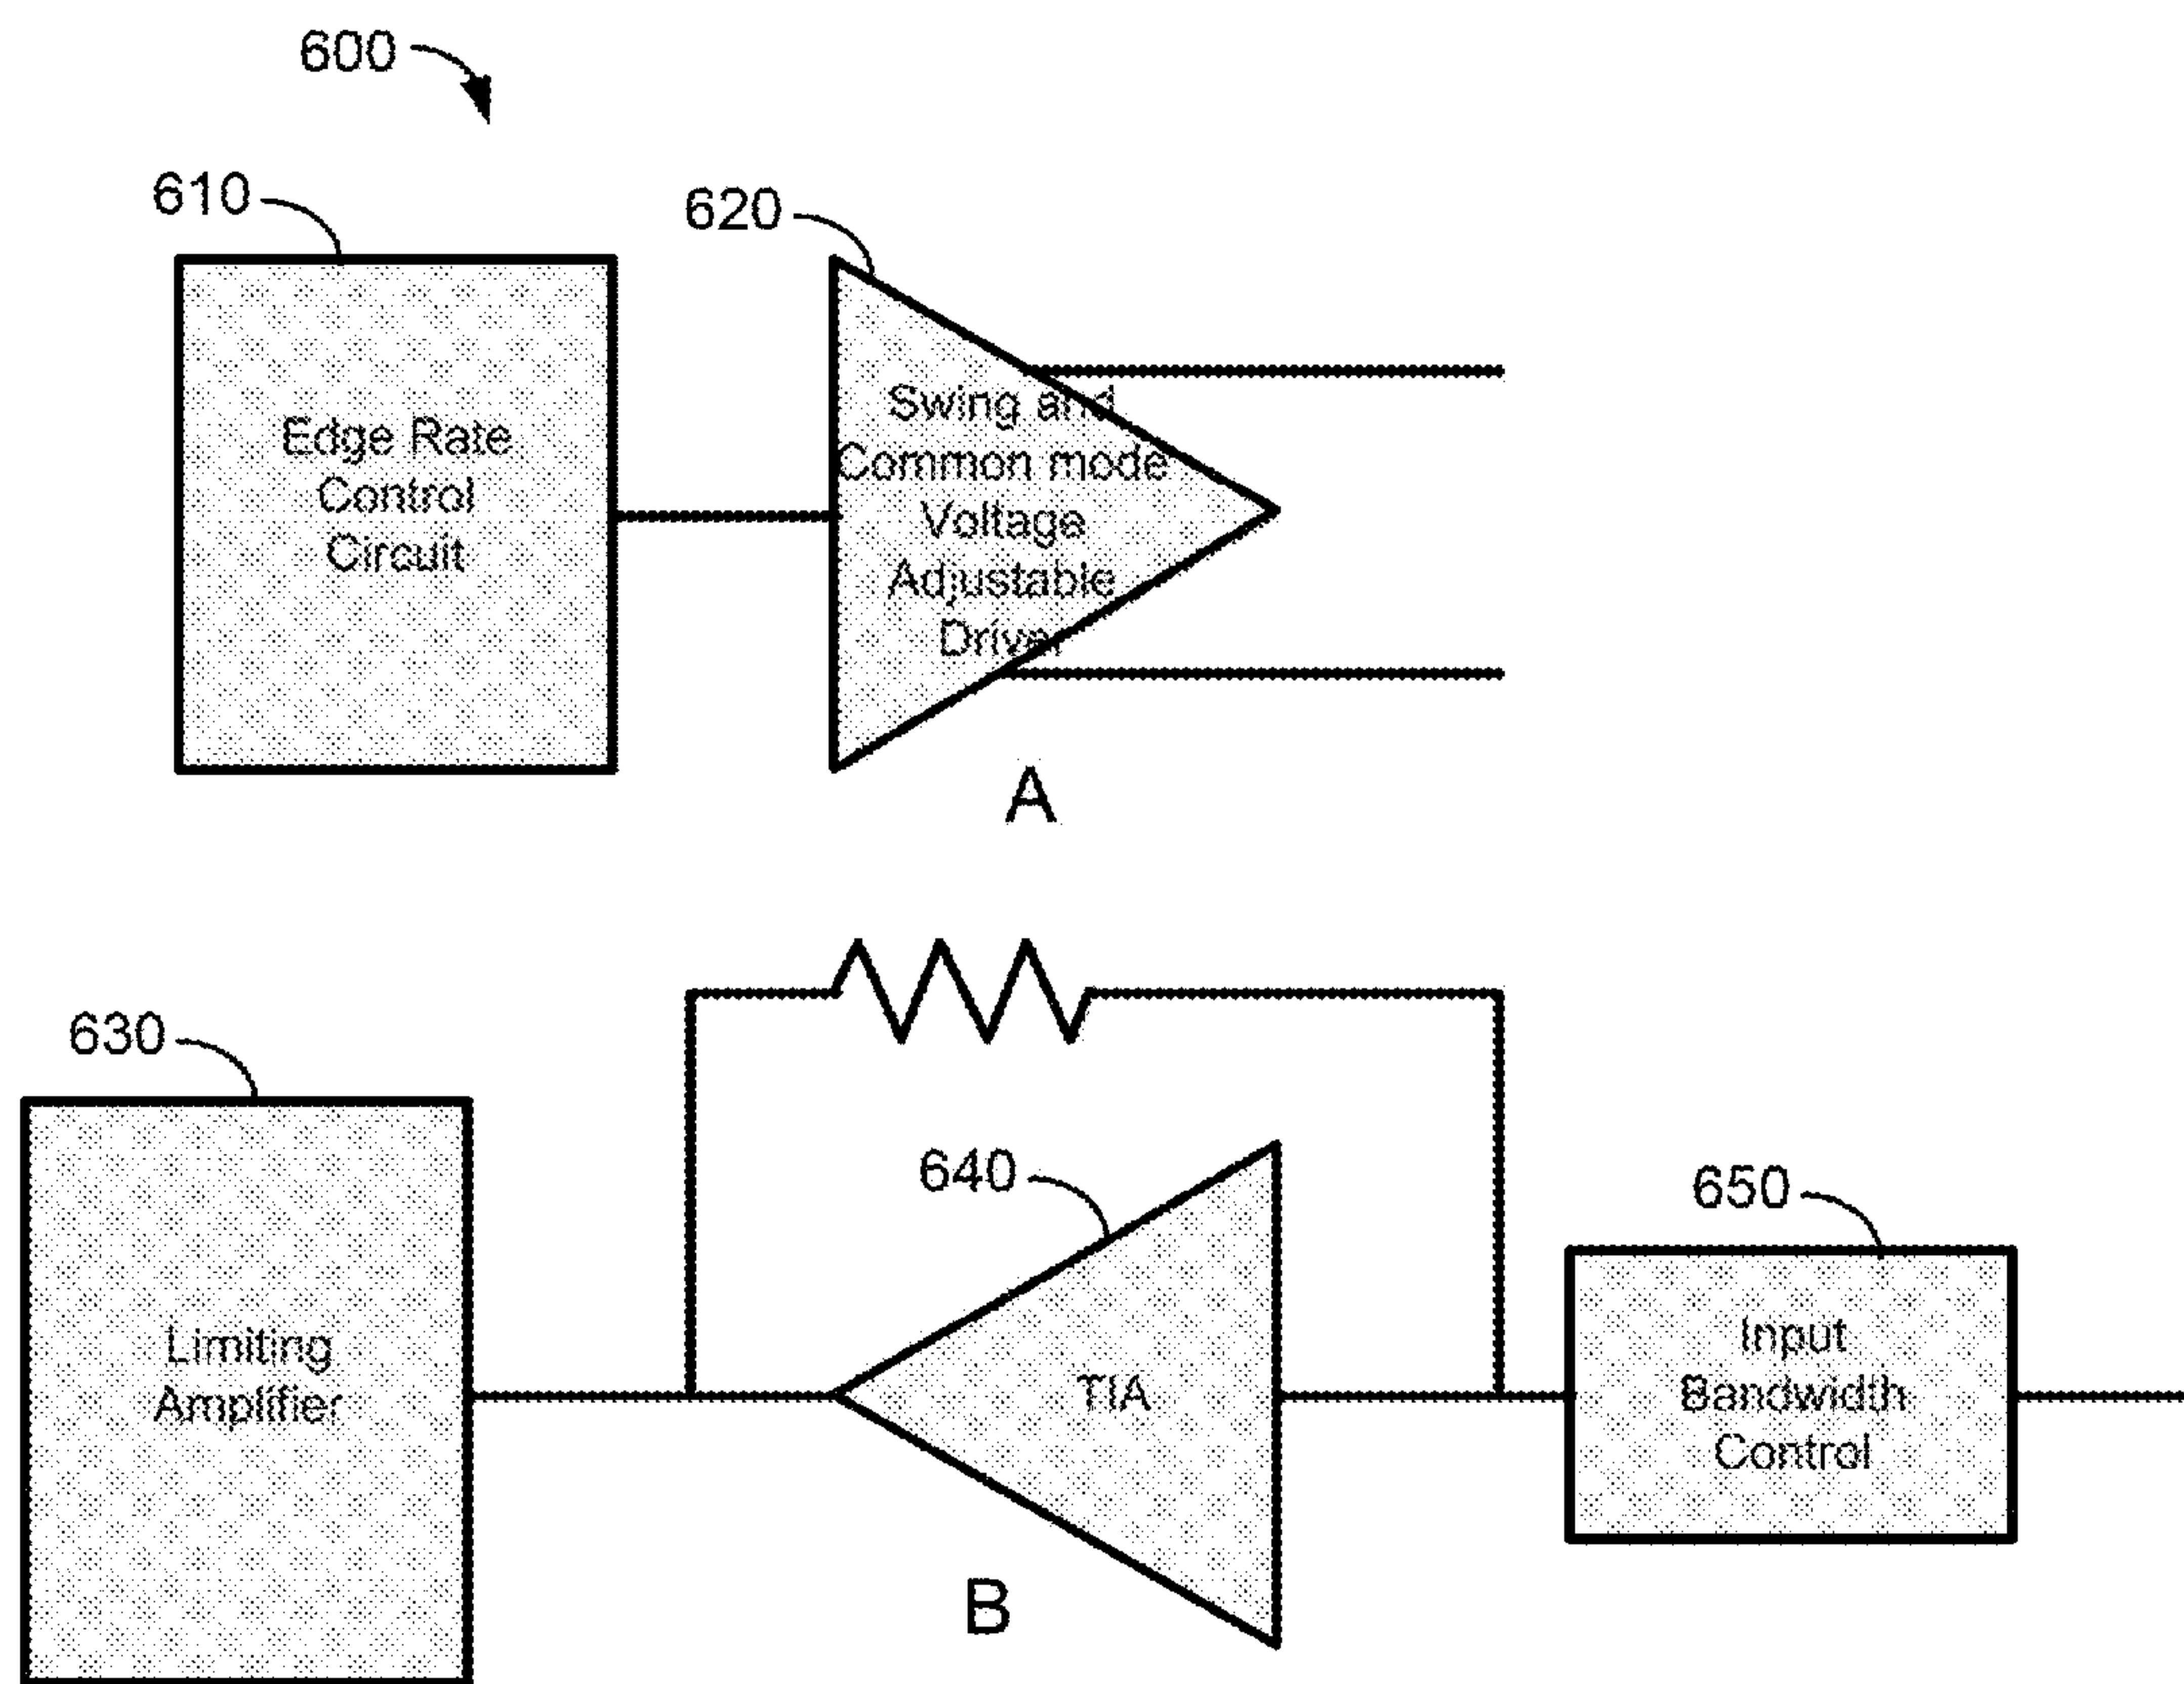 600
610
620
Edge Rate
Control
Circuit
Swing and
Common mode
Voltage
Adjustable
Driver
A
630
640
650
Limiting
Amplifier
TIA
Input
Bandwidth
Control
B